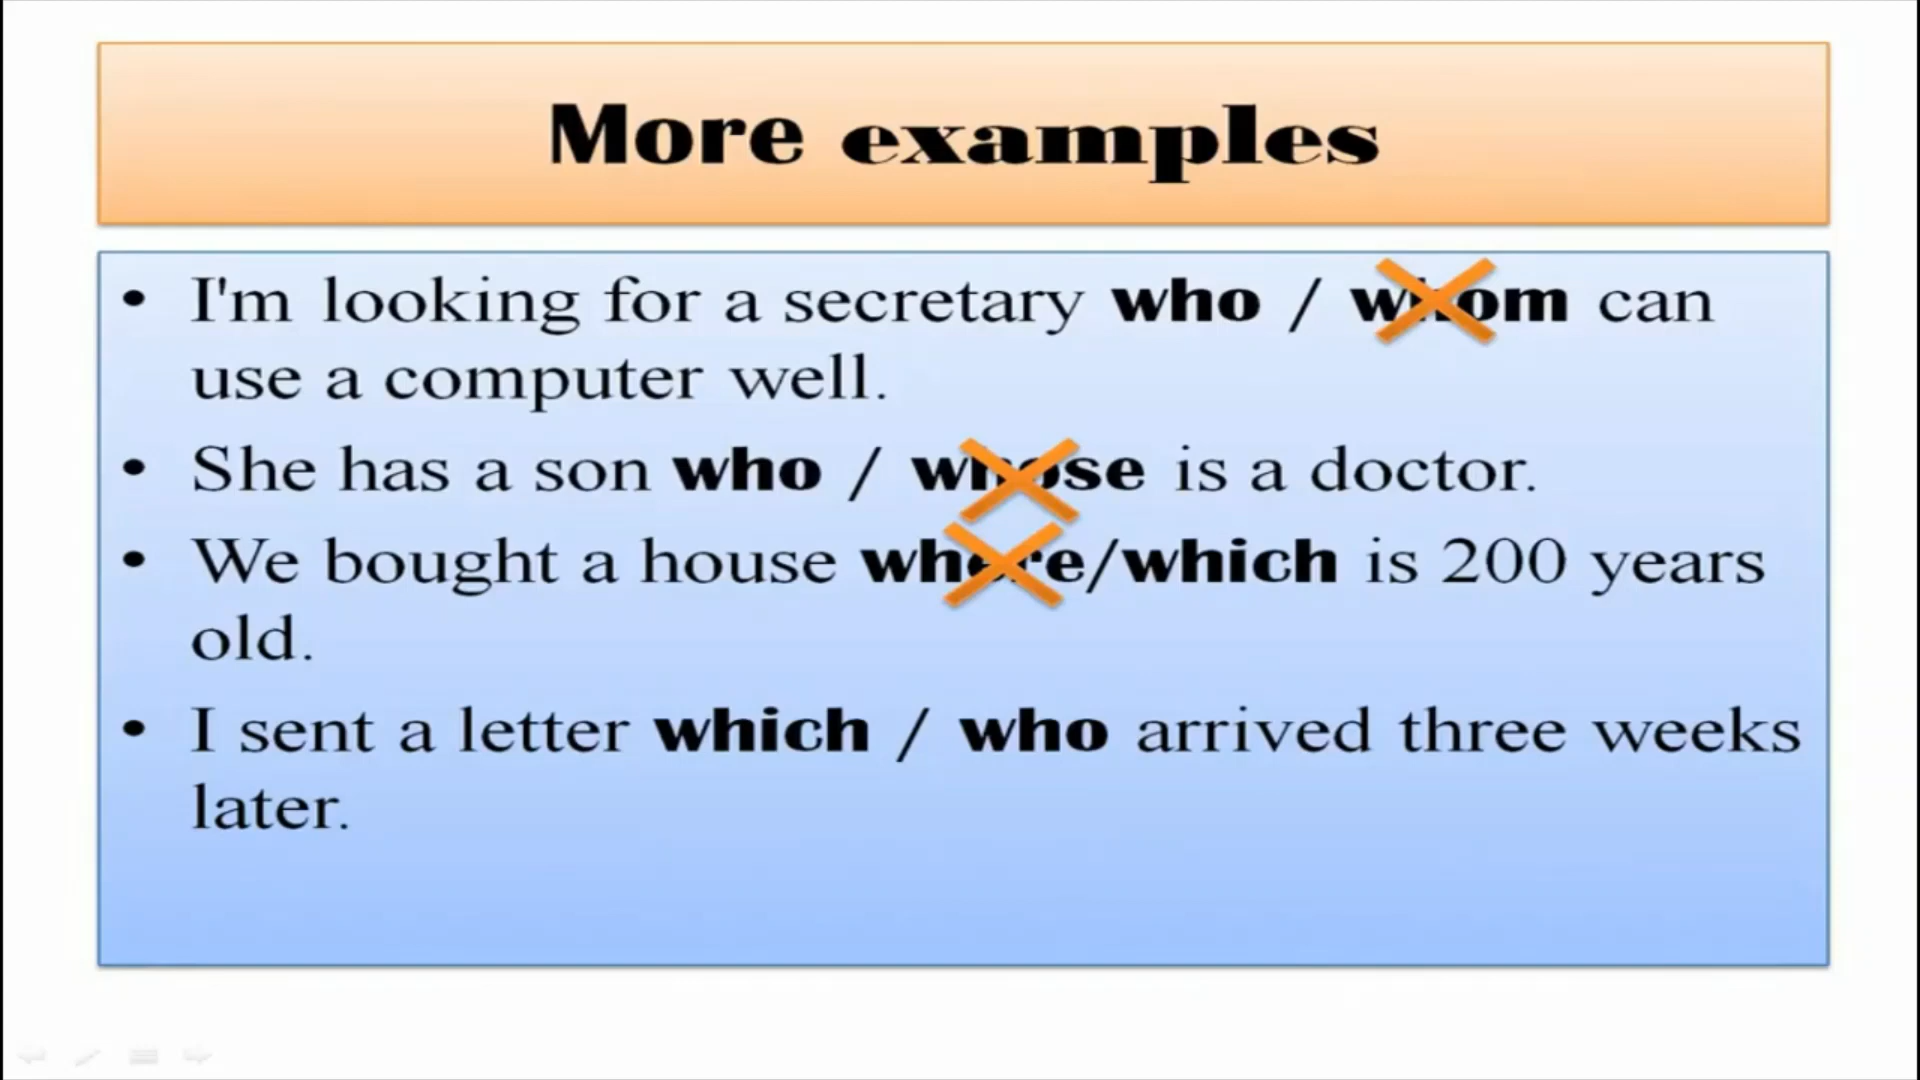 More examples
• I'm looking for a secretary who / whom can
use a computer well.
• She has a son who / whose is a doctor.
• We bought a house where/which is 200 years
old.
• I sent a letter which / who arrived three weeks
later.